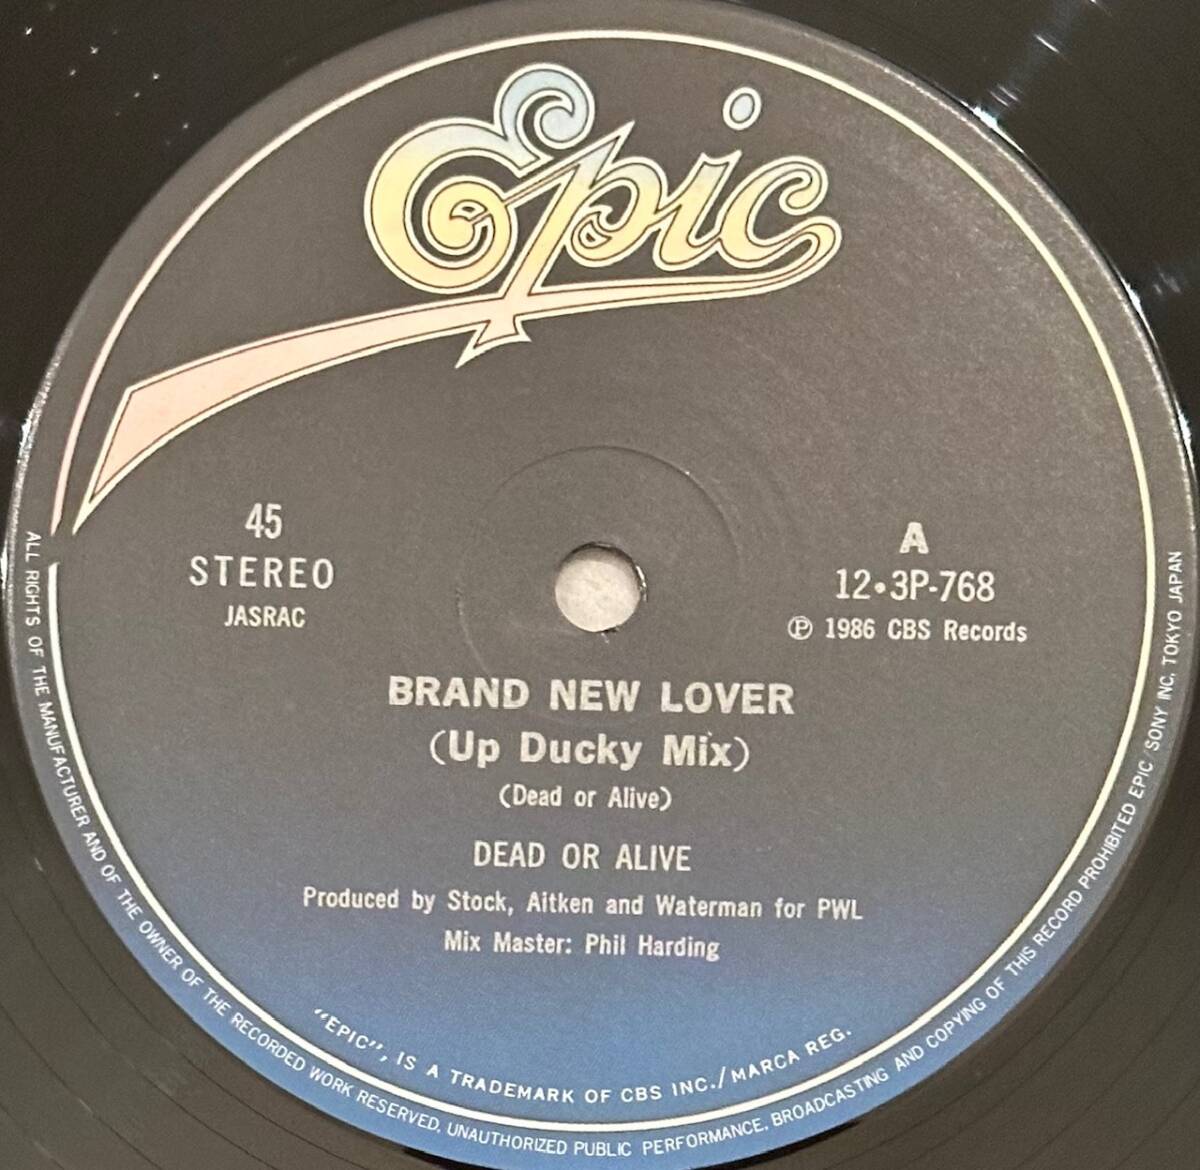 Epic
45
STEREO
JASRAC
A
12•3P-768
Ⓟ 1986 CBS Records
BRAND NEW LOVER
(Up Ducky Mix)
(Dead or Alive)
DEAD OR ALIVE
Produced by Stock, Aitken and Waterman for PWL
Mix Master: Phil Harding
"EPIC", IS A TRADEMARK OF CBS INC./MARCA REG.
ALL RIGHTS OF THE MANUFACTURER AND OF THE OWNER OF THE RECORDED WORK RESERVED. UNAUTHORIZED PUBLIC PERFORMANCE, BROADCASTING AND COPYING OF THIS RECORD PROHIBITED EPIC/SONY INC. TOKYO JAPAN